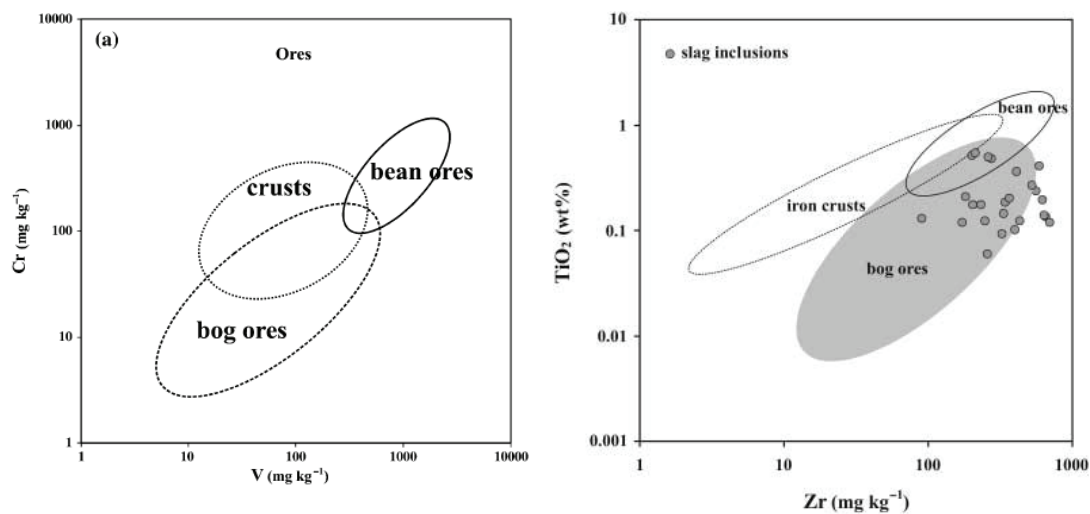 (a)
Ores
Cr (mg kg⁻¹)
10000
1000
100
10
1
crusts
bean ores
bog ores
1
10
100
1000
10000
V (mg kg⁻¹)
TiO₂ (wt%)
10
1
0.1
0.01
0.001
slag inclusions
bean ores
iron crusts
bog ores
1
10
100
1000
Zr (mg kg⁻¹)